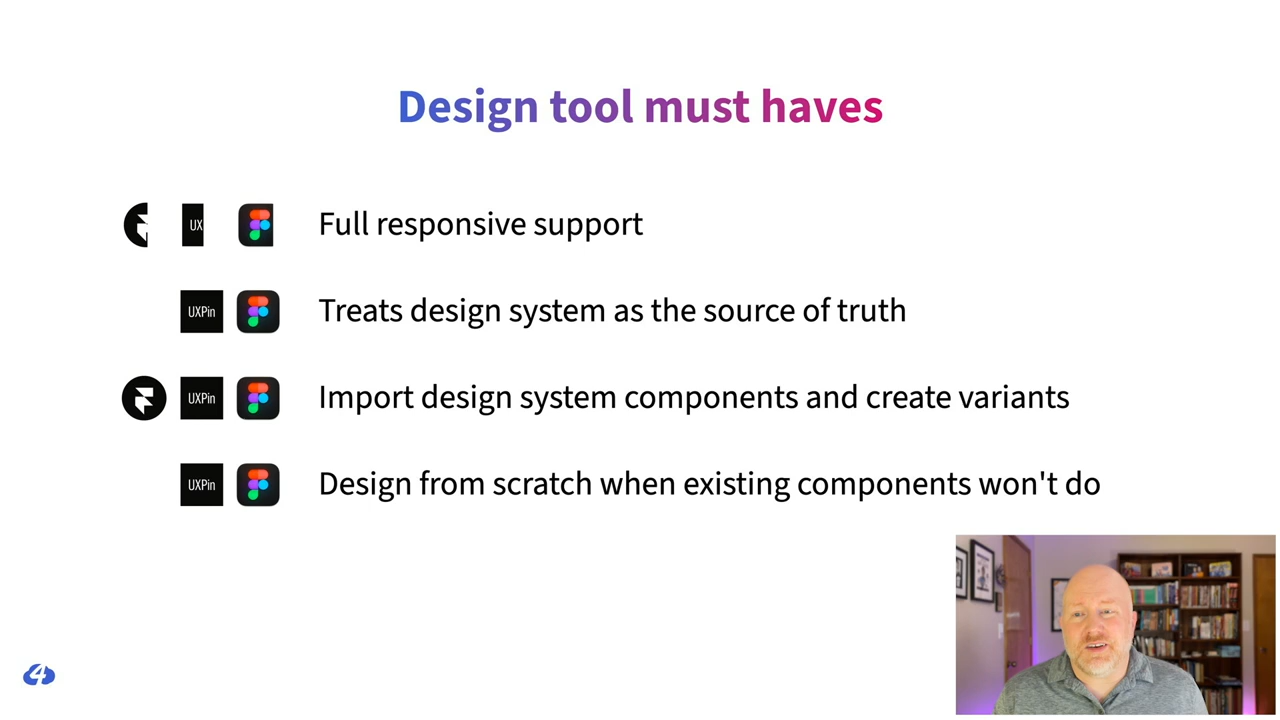 Design tool must haves
UX
Full responsive support
UXPin
Treats design system as the source of truth
UXPin
Import design system components and create variants
UXPin
Design from scratch when existing components won't do
4